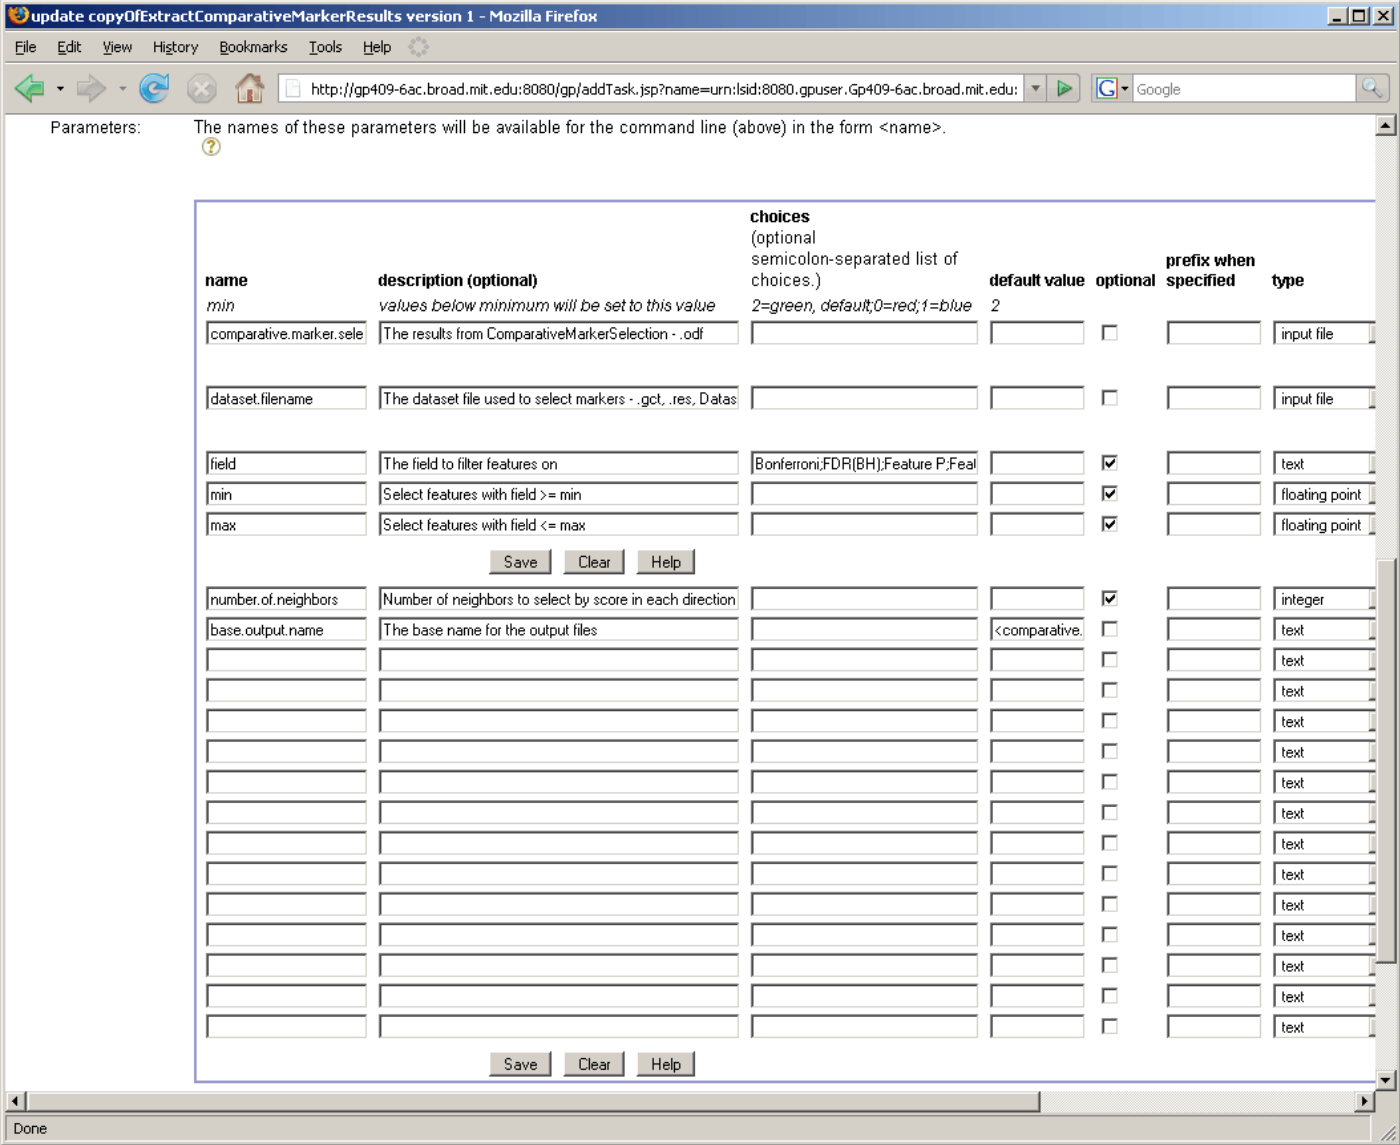 update copyOfExtractComparativeMarkerResults version 1 - Mozilla Firefox
File Edit View History Bookmarks Tools Help
http://gp409-6ac.broad.mit.edu:8080/gp/addTask.jsp?name=urn:lsid:8080.gpuser.Gp409-6ac.broad.mit.edu: G Google
Parameters: The names of these parameters will be available for the command line (above) in the form <name>.
?
choices
(optional
semicolon-separated list of
choices.)
name description (optional) default value optional prefix when specified type
min values below minimum will be set to this value 2=green, default;0=red;1=blue 2
comparative.marker.sele The results from ComparativeMarkerSelection - .odf input file
dataset.filename The dataset file used to select markers - .gct, .res, Datas input file
field The field to filter features on Bonferroni;FDR(BH);Feature P;Feat text
min Select features with field >= min floating point
max Select features with field <= max floating point
Save Clear Help
number.of.neighbors Number of neighbors to select by score in each direction integer
base.output.name The base name for the output files <comparative. text
text
text
text
text
text
text
text
text
text
text
text
text
text
Save Clear Help
Done